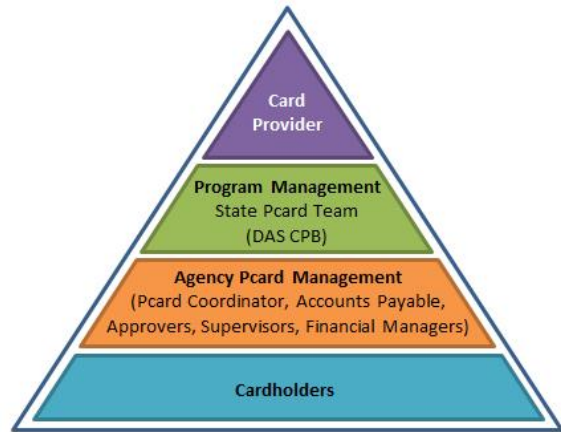 Card
Provider
Program Management
State Pcard Team
(DAS CPB)
Agency Pcard Management
(Pcard Coordinator, Accounts Payable,
Approvers, Supervisors, Financial Managers)
Cardholders